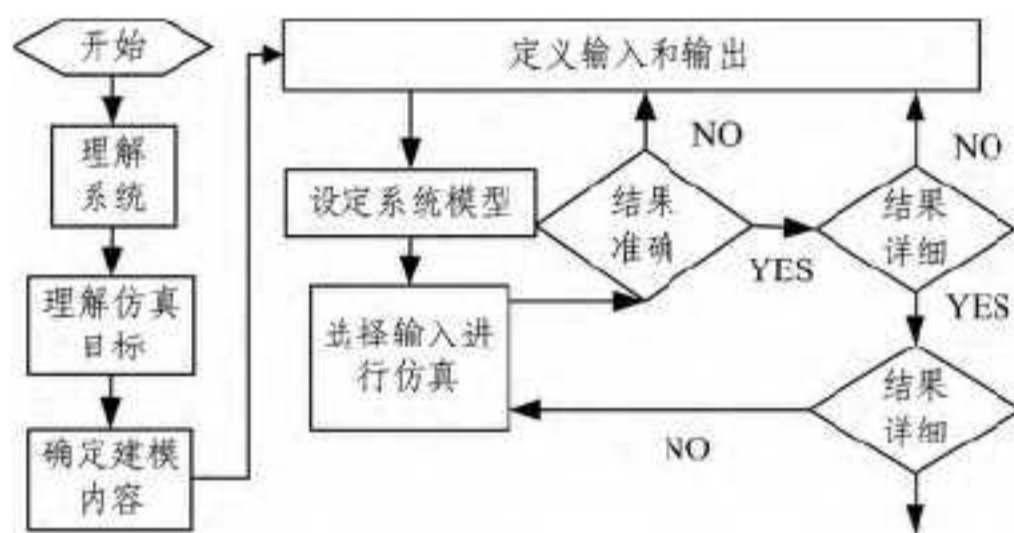 开始
理解
系统
理解仿真
目标
确定建模
内容
定义输入和输出
设定系统模型
选择输入进
行仿真
结果
准确
NO
YES
结果
详细
NO
YES
结果
详细
NO